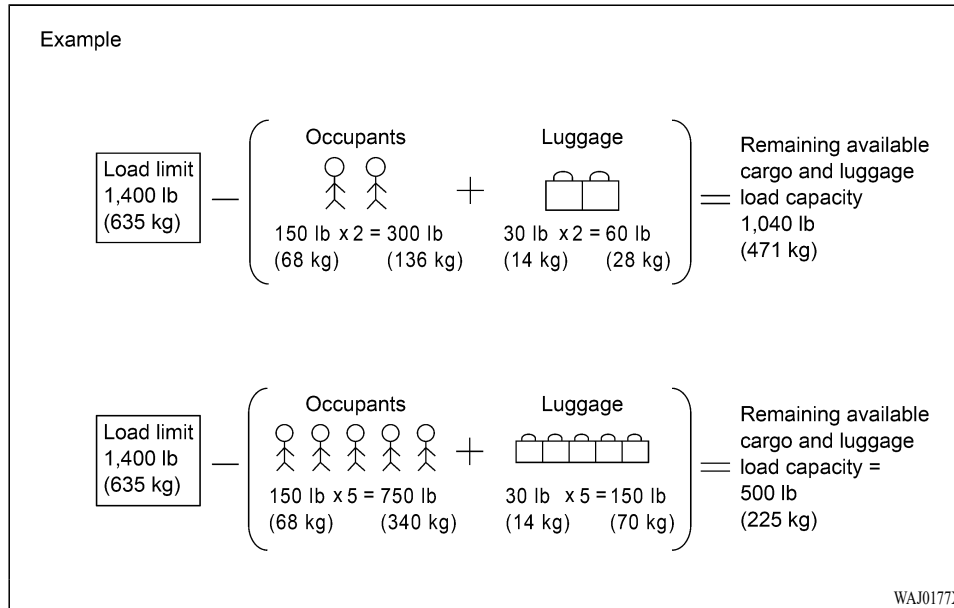 Example
Load limit
1,400 lb
(635 kg)
Occupants
150 lb x 2 = 300 lb
(68 kg) (136 kg)
Luggage
30 lb x 2 = 60 lb
(14 kg) (28 kg)
Remaining available
cargo and luggage
load capacity
1,040 lb
(471 kg)
Load limit
1,400 lb
(635 kg)
Occupants
150 lb x 5 = 750 lb
(68 kg) (340 kg)
Luggage
30 lb x 5 = 150 lb
(14 kg) (70 kg)
Remaining available
cargo and luggage
load capacity =
500 lb
(225 kg)
WAJ0177X